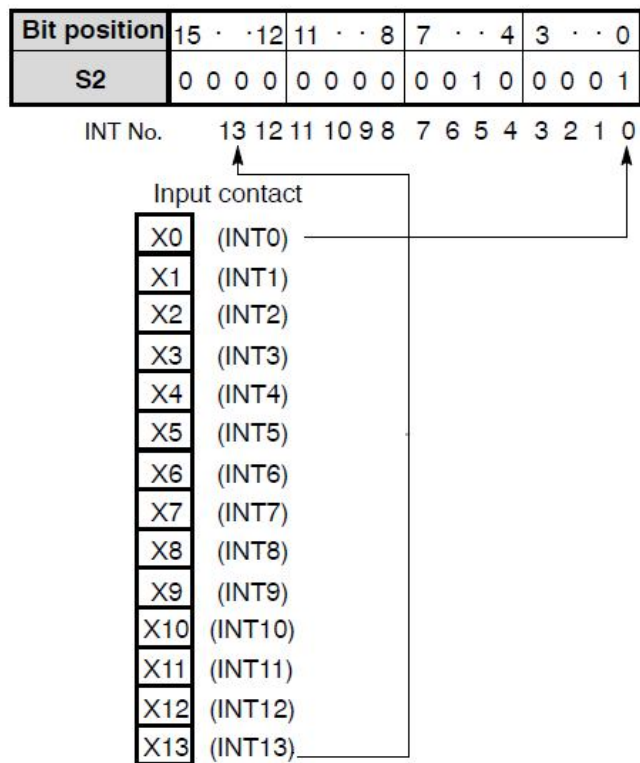 Bit position 15 · · 12 11 · · 8 7 · · 4 3 · · 0
S2 0 0 0 0 0 0 0 0 0 0 1 0 0 0 0 1
INT No. 13 12 11 10 9 8 7 6 5 4 3 2 1 0
Input contact
X0 (INT0)
X1 (INT1)
X2 (INT2)
X3 (INT3)
X4 (INT4)
X5 (INT5)
X6 (INT6)
X7 (INT7)
X8 (INT8)
X9 (INT9)
X10 (INT10)
X11 (INT11)
X12 (INT12)
X13 (INT13)